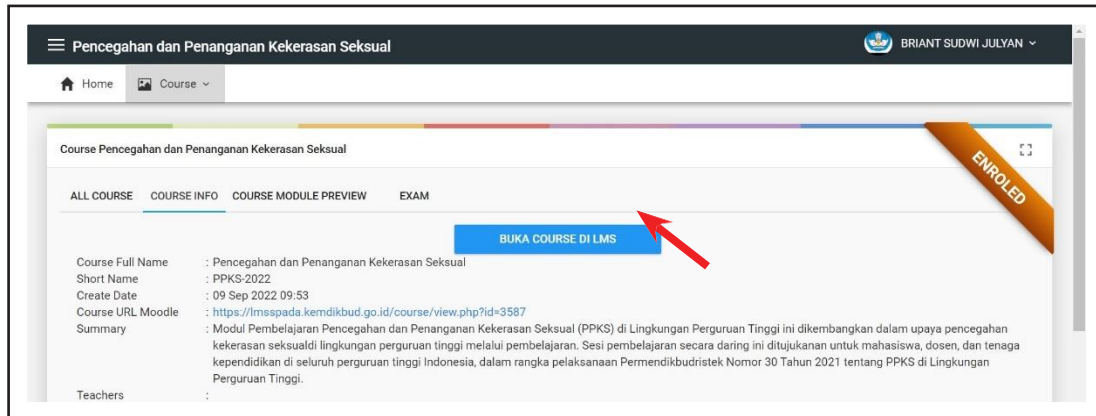 Pencegahan dan Penanganan Kekerasan Seksual
BRIANT SUDWI JULYAN
Home Course
Course Pencegahan dan Penanganan Kekerasan Seksual
ENROLED
ALL COURSE COURSE INFO COURSE MODULE PREVIEW EXAM
BUKA COURSE DI LMS
Course Full Name : Pencegahan dan Penanganan Kekerasan Seksual
Short Name : PPKS-2022
Create Date : 09 Sep 2022 09:53
Course URL Moodle : https://lmsspada.kemdikbud.go.id/course/view.php?id=3587
Summary : Modul Pembelajaran Pencegahan dan Penanganan Kekerasan Seksual (PPKS) di Lingkungan Perguruan Tinggi ini dikembangkan dalam upaya pencegahan
kekerasan seksualdi lingkungan perguruan tinggi melalui pembelajaran. Sesi pembelajaran secara daring ini ditujukanan untuk mahasiswa, dosen, dan tenaga
kependidikan di seluruh perguruan tinggi Indonesia, dalam rangka pelaksanaan Permendikbudristek Nomor 30 Tahun 2021 tentang PPKS di Lingkungan
Perguruan Tinggi.
Teachers :